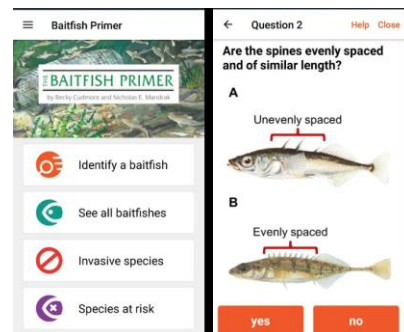 Baitfish Primer
THE BAITFISH PRIMER
by Becky Cudmore and Nicholas E. Mandrak
Identify a baitfish
See all baitfishes
Invasive species
Species at risk
Question 2
Help Close
Are the spines evenly spaced
and of similar length?
A
Unevenly spaced
B
Evenly spaced
yes no